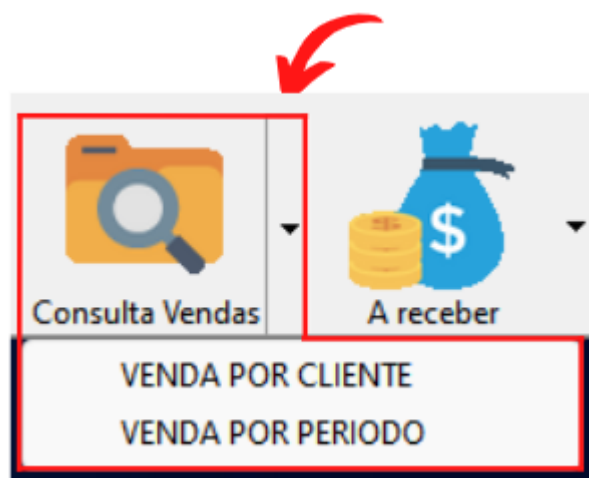 $
Consulta Vendas
A receber
VENDA POR CLIENTE
VENDA POR PERIODO